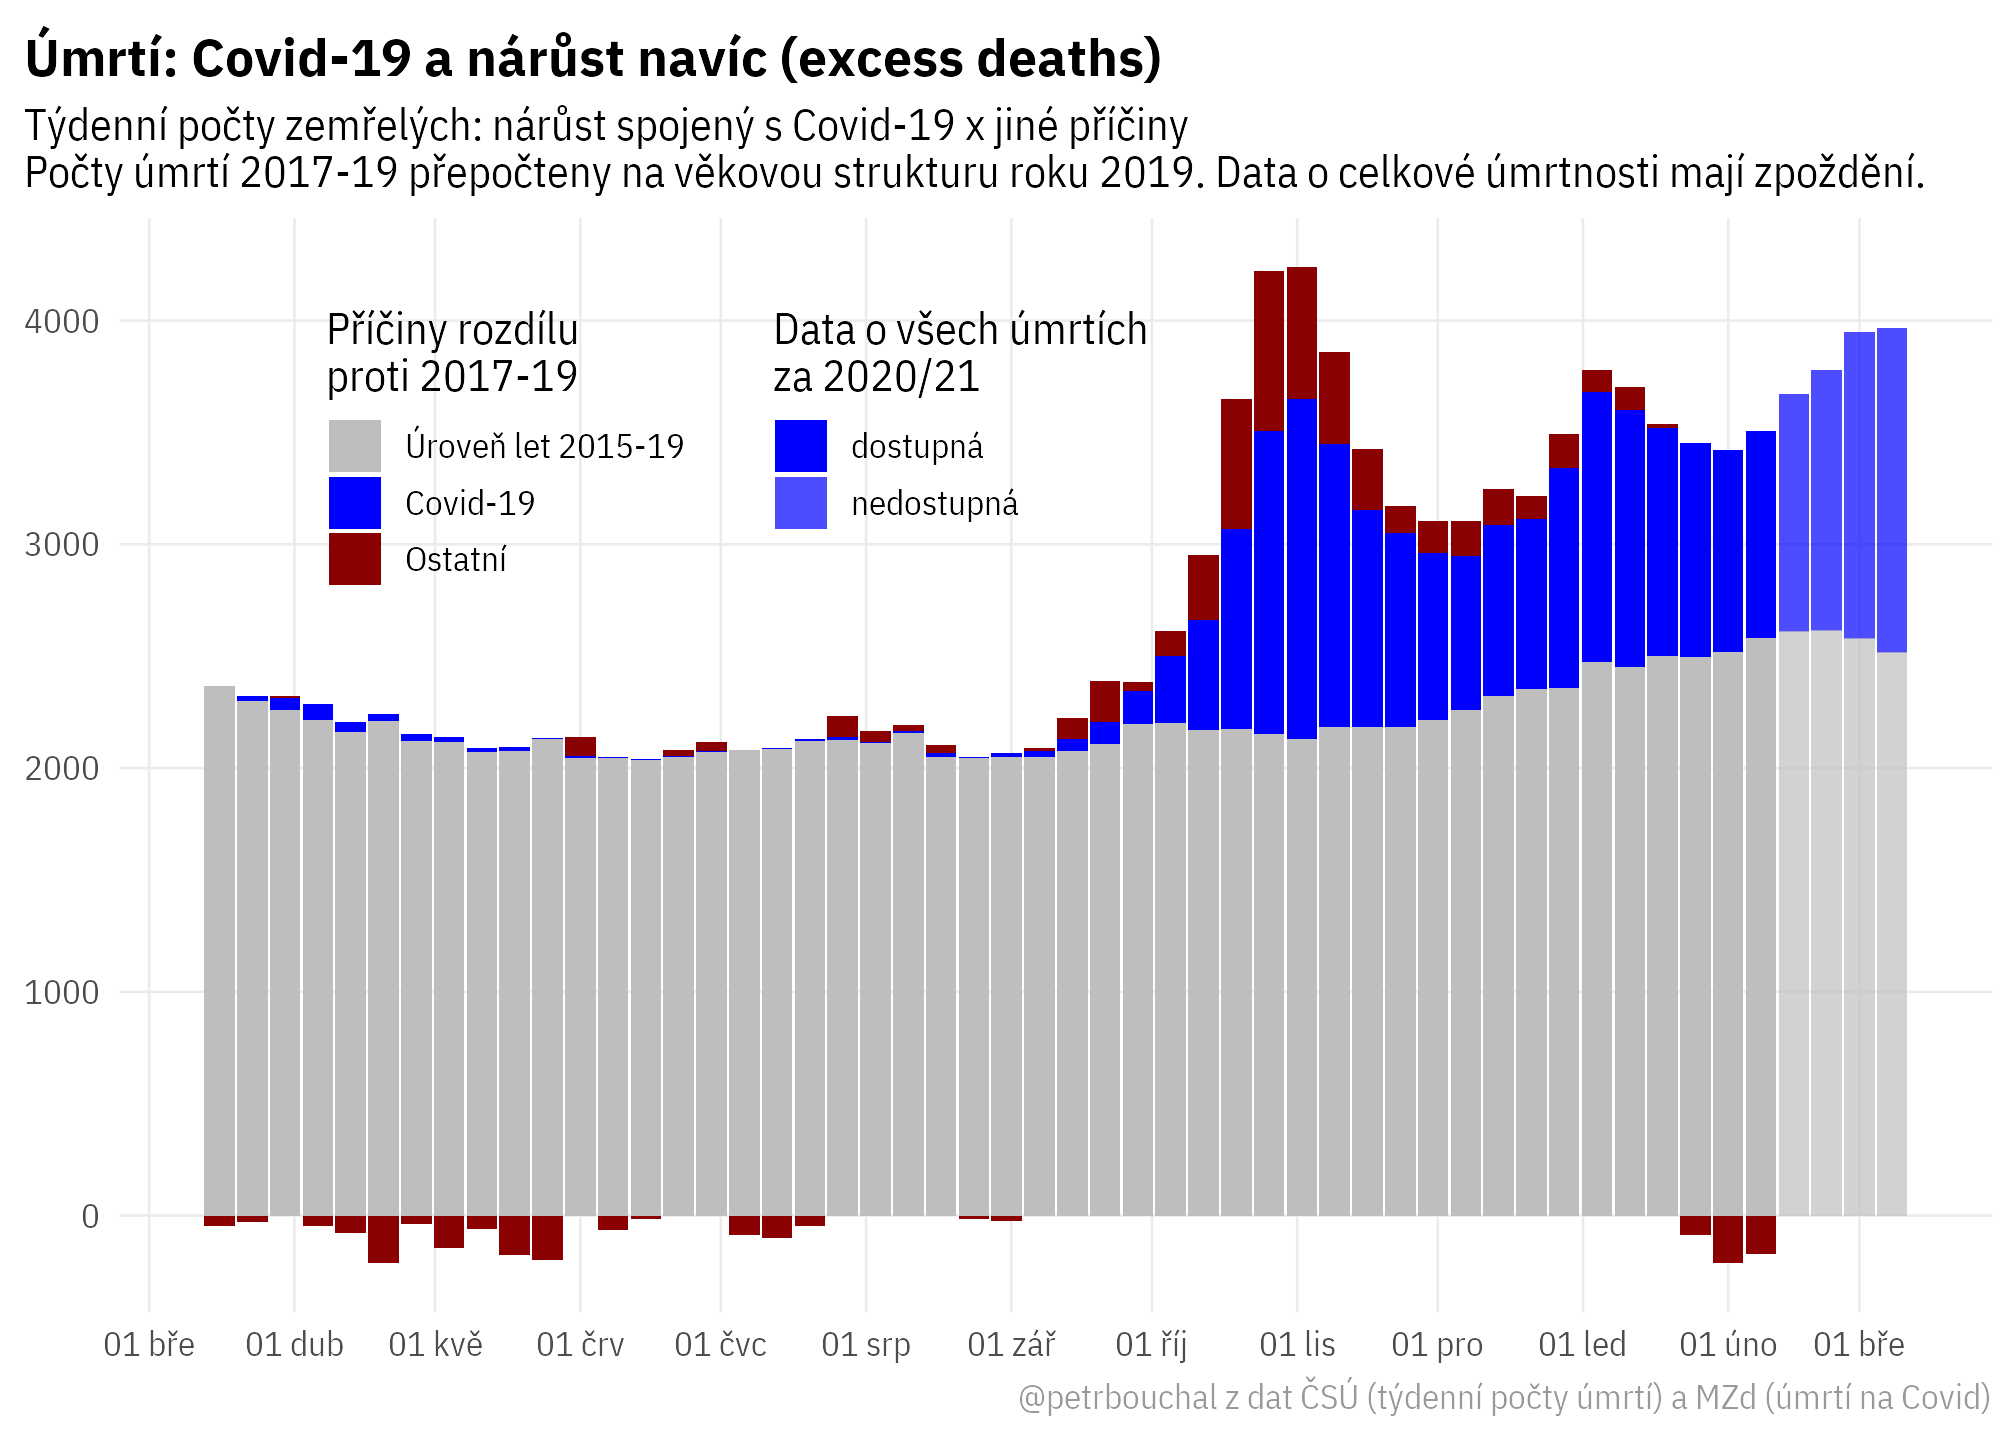 Úmrtí: Covid-19 a nárůst navíc (excess deaths)
Týdenní počty zemřelých: nárůst spojený s Covid-19 x jiné příčiny
Počty úmrtí 2017-19 přepočteny na věkovou strukturu roku 2019. Data o celkové úmrtnosti mají zpoždění.
Příčiny rozdílu
proti 2017-19
Úroveň let 2015-19
Covid-19
Ostatní
Data o všech úmrtích
za 2020/21
dostupná
nedostupná
4000
3000
2000
1000
0
01 bře 01 dub 01 kvě 01 črv 01 čvc 01 srp 01 zář 01 říj 01 lis 01 pro 01 led 01 úno 01 bře
@petrbouchal z dat ČSÚ (týdenní počty úmrtí) a MZd (úmrtí na Covid)